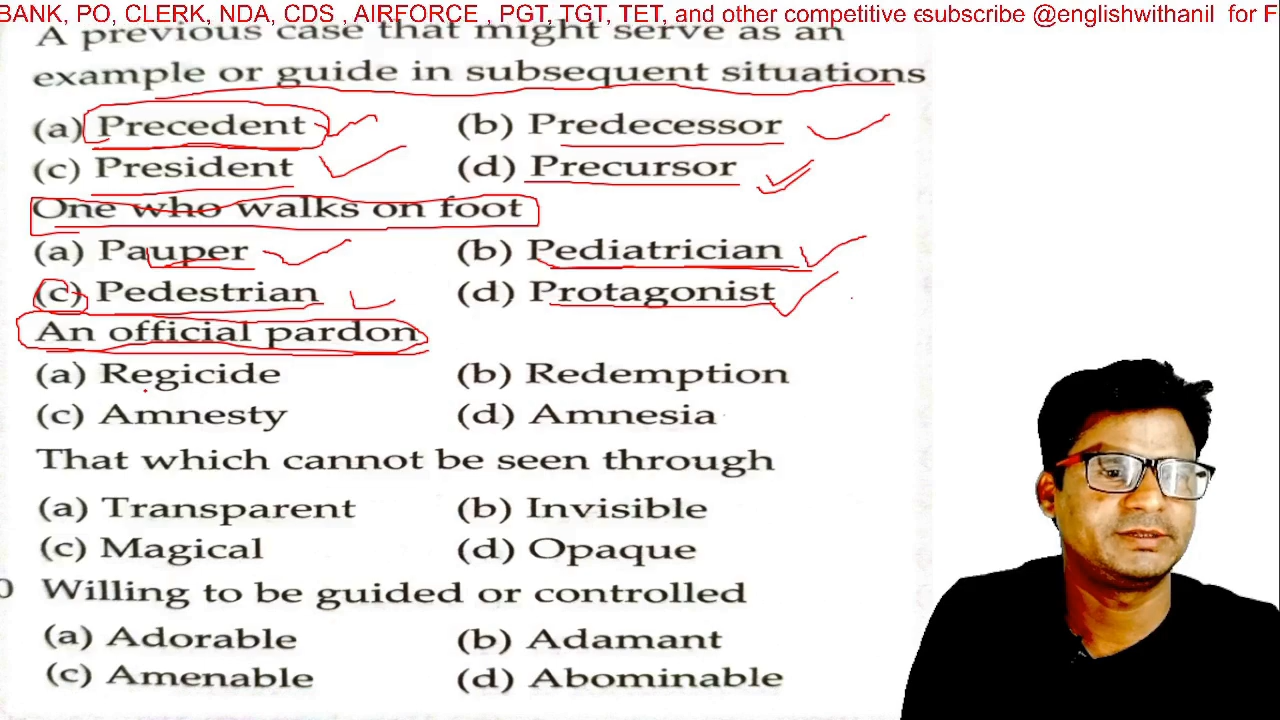 BANK, PO, CLERK, NDA, CDS , AIRFORCE , PGT, TGT, TET, and other competitive subscribe @englishwithanil for F
A previous case that might serve as an
example or guide in subsequent situations
(a) Precedent (b) Predecessor
(c) President (d) Precursor
One who walks on foot
(a) Pauper (b) Pediatrician
(c) Pedestrian (d) Protagonist
An official pardon
(a) Regicide (b) Redemption
(c) Amnesty (d) Amnesia
That which cannot be seen through
(a) Transparent (b) Invisible
(c) Magical (d) Opaque
0 Willing to be guided or controlled
(a) Adorable (b) Adamant
(c) Amenable (d) Abominable